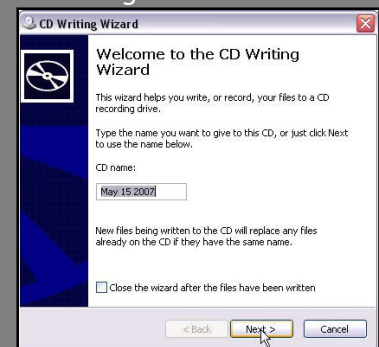 CD Writing Wizard
Welcome to the CD Writing
Wizard
This wizard helps you write, or record, your files to a CD
recording drive.
Type the name you want to give to this CD, or just click Next
to use the name below.
CD name:
May 15 2007
New files being written to the CD will replace any files
already on the CD if they have the same name.
Close the wizard after the files have been written
< Back Next > Cancel